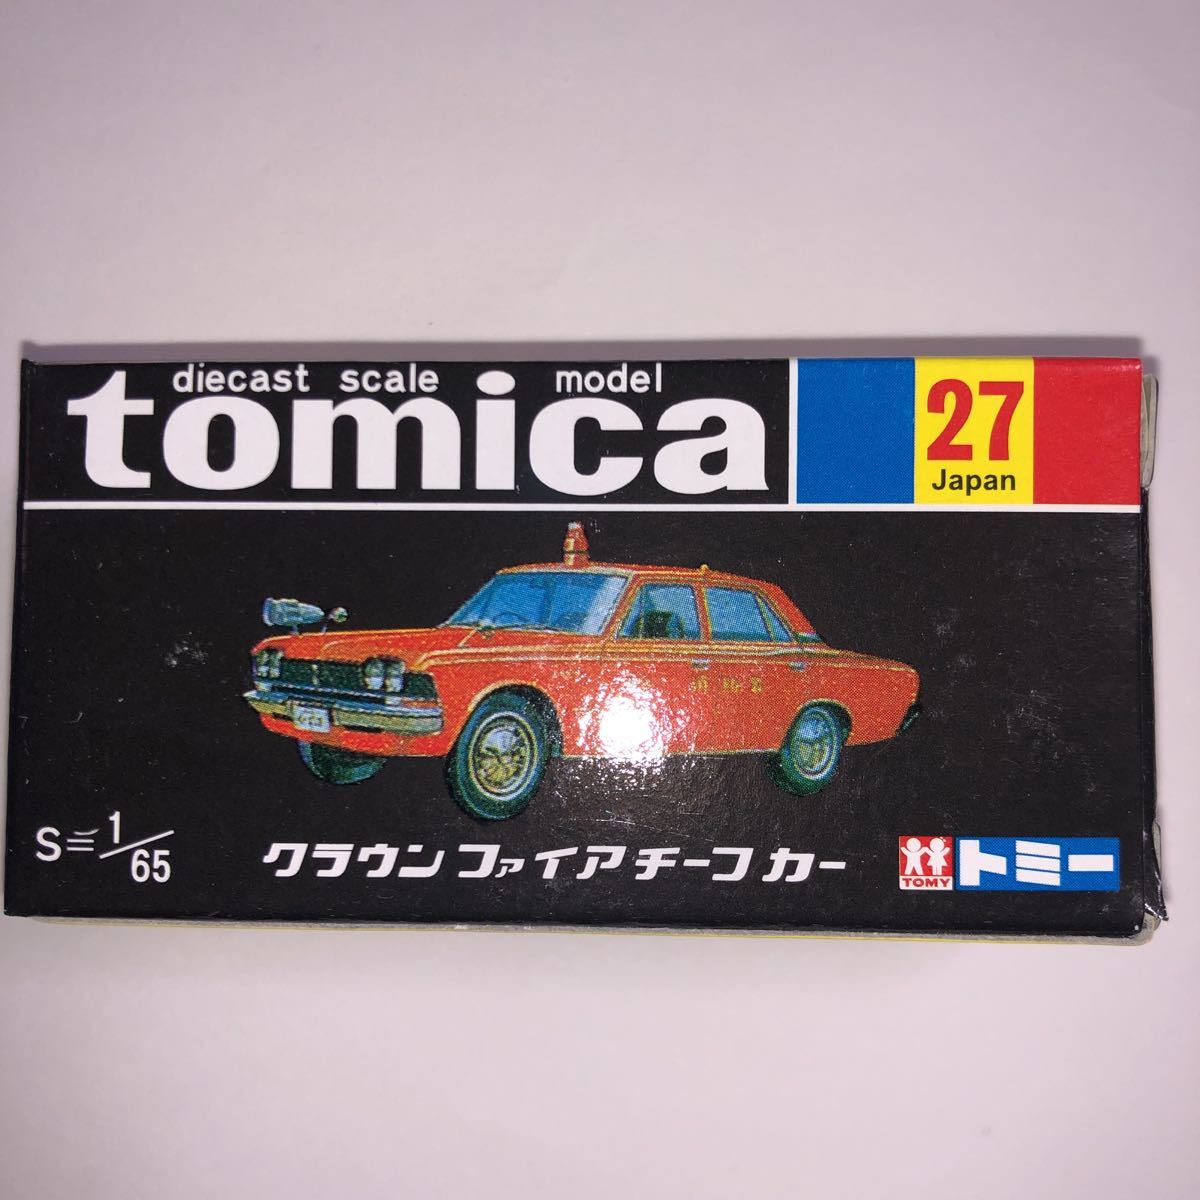 diecast scale model
tomica
27
Japan
S≒1/65
クラウン ファイアチーフカー
TOMY
トミー